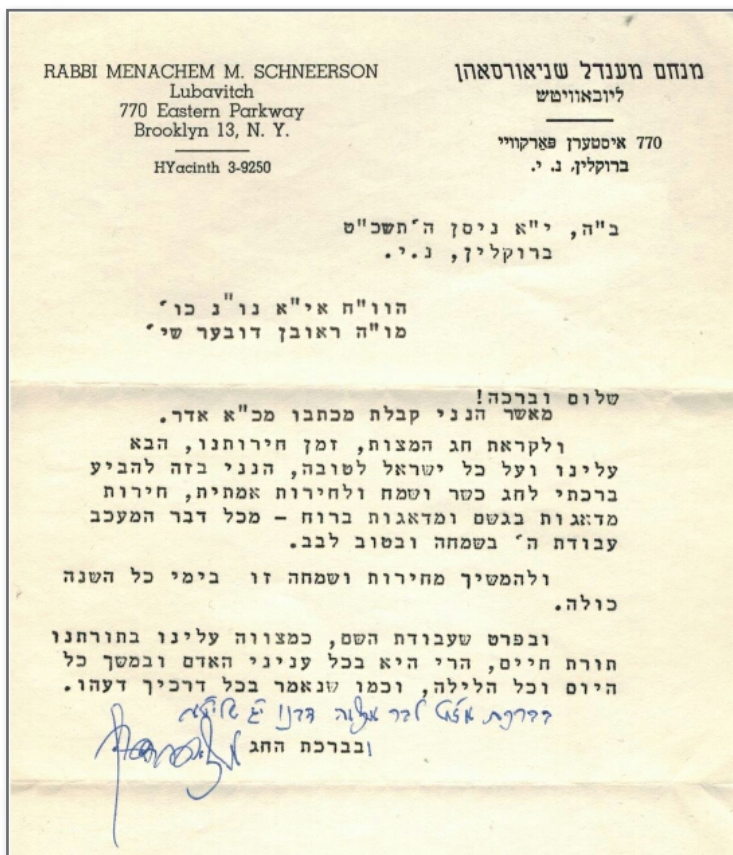 RABBI MENACHEM M. SCHNEERSON
Lubavitch
770 Eastern Parkway
Brooklyn 13, N. Y.
HYacinth 3-9250
מנחם מענדל שניאורסאהן
ליובאוויטש
770 איסטערן פארקוויי
ברוקלין, נ. י.
ב"ה, י"א ניסן ה'תשכ"ט
ברוקלין, נ.י.
הוו"ח אי"א נו"נ כו'
מו"ה ראובן דובער שי'
שלום וברכה!
מאשר הנני קבלת מכתבו מכ"א אדר.
ולקראת חג המצות, זמן חירותנו, הבא
עלינו ועל כל ישראל לטובה, הנני בזה להביע
ברכתי לחג כשר ושמח ולחירות אמתית, חירות
מדאגות בגשם ומדאגות ברוח - מכל דבר המעכב
עבודת ה' בשמחה ובטוב לבב.
ולהמשיך מחירות ושמחה זו בימי כל השנה
כולה.
ובפרט שעבודת השם, כמצווה עלינו בתורתנו
תורת חיים, הרי היא בכל עניני האדם ובמשך כל
היום וכל הלילה, וכמו שנאמר בכל דרכיך דעהו.
בברכת מזט לבר מצוה
ובברכת החג